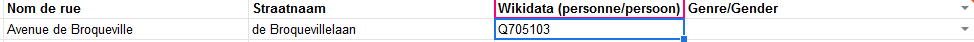 Nom de rue Straatnaam Wikidata (personne/persoon) Genre/Gender
Avenue de Broqueville de Broquevillelaan Q705103